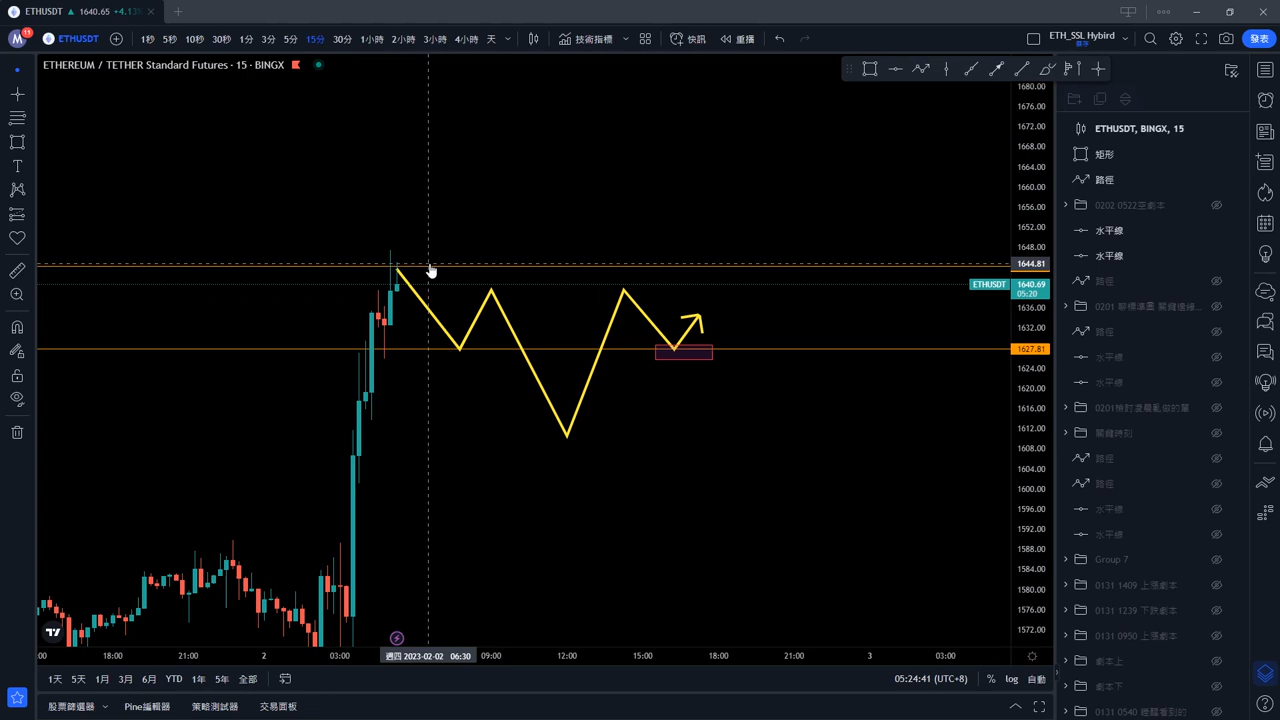 ETHUSDT ▲ 1640.65 +4.13%
M 11 ETHUSDT 1秒 5秒 10秒 30秒 1分 3分 5分 15分 30分 1小時 2小時 3小時 4小時 天 技術指標 快訊 重播 ETH_SSL Hybird 儲存 發表
ETHEREUM / TETHER Standard Futures · 15 · BINGX
1680.00
1676.00
1672.00
1668.00
1664.00
1660.00
1656.00
1652.00
1648.00
1644.81
ETHUSDT 1640.69
05:20
1636.00
1632.00
1627.81
1624.00
1620.00
1616.00
1612.00
1608.00
1604.00
1600.00
1596.00
1592.00
1588.00
1584.00
1580.00
1576.00
1572.00
ETHUSDT, BINGX, 15
矩形
路徑
0202 0522空劇本
水平線
水平線
路徑
路徑
路徑
水平線
水平線
關鍵時刻
路徑
路徑
水平線
水平線
Group 7
0131 1409 上漲劇本
0131 1239 下跌劇本
0131 0950 上漲劇本
劇本上
劇本下
:00 18:00 21:00 2 03:00 週四 2023-02-02 06:30 09:00 12:00 15:00 18:00 21:00 3 03:00
1天 5天 1月 3月 6月 YTD 1年 5年 全部 05:24:41 (UTC+8) % log 自動
股票篩選器 Pine編輯器 策略測試器 交易面板